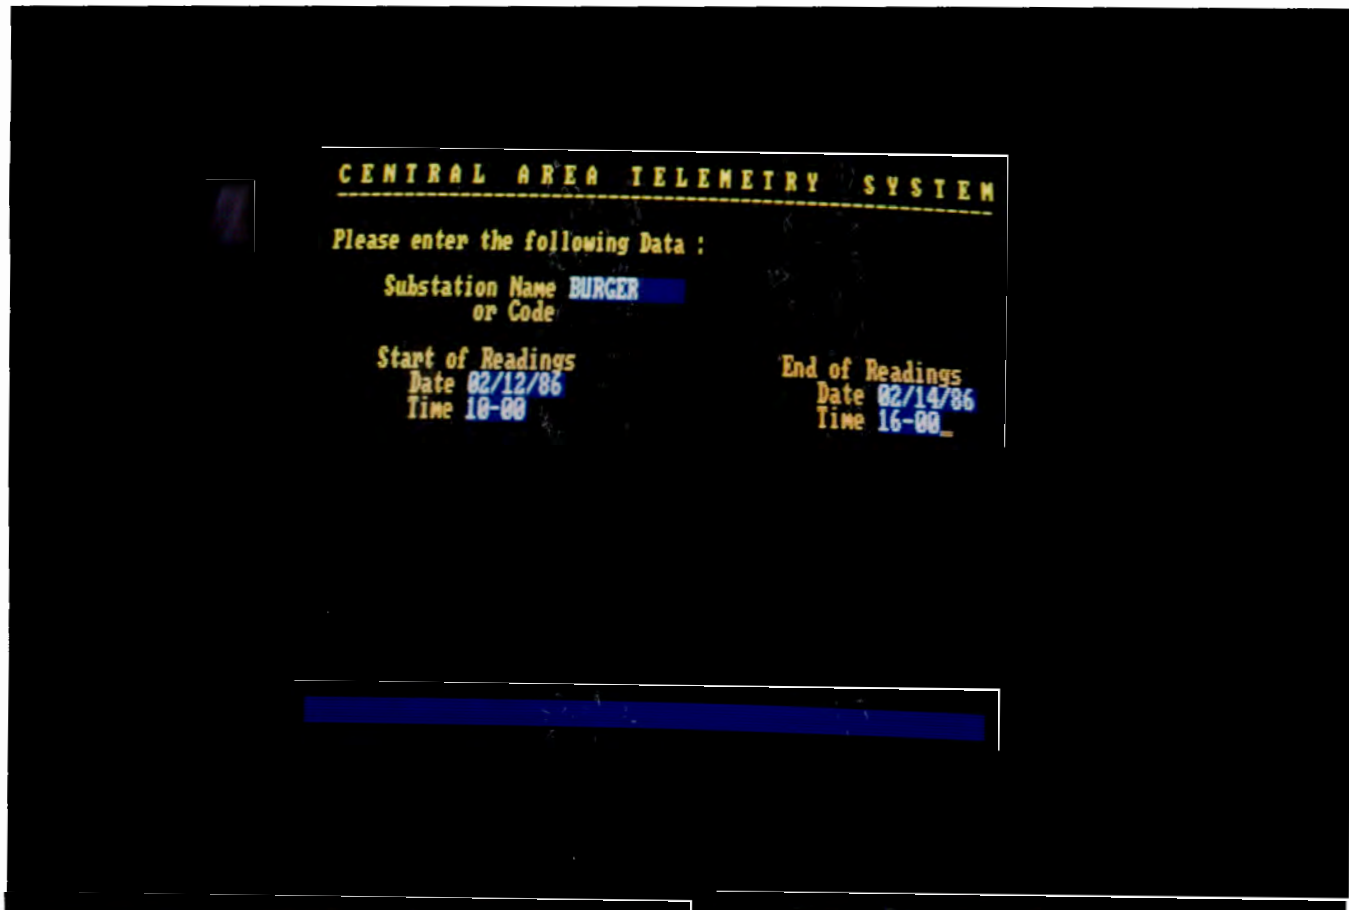 CENTRAL AREA TELEMETRY SYSTEM
Please enter the following Data :
Substation Name BURGER
or Code
Start of Readings
Date 02/12/86
Time 10-00
End of Readings
Date 02/14/86
Time 16-00_